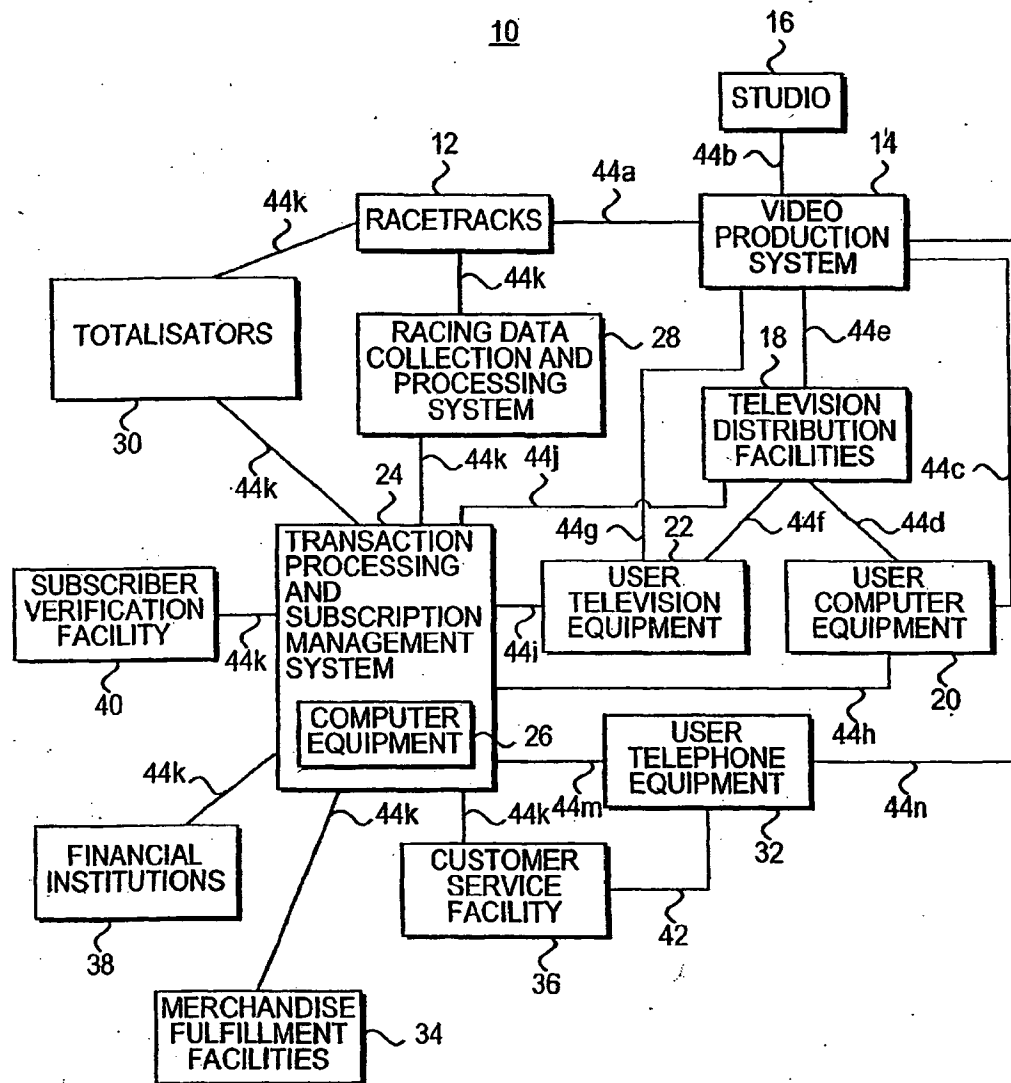 10
16
STUDIO
44b
14
12
44a
44k
RACETRACKS
VIDEO
PRODUCTION
SYSTEM
44k
TOTALISATORS
RACING DATA
COLLECTION AND
PROCESSING
SYSTEM
28
18
44e
TELEVISION
DISTRIBUTION
FACILITIES
30
44k
24
44k
44j
44c
44g
22
44f
44d
TRANSACTION
PROCESSING
AND
SUBSCRIPTION
MANAGEMENT
SYSTEM
SUBSCRIBER
VERIFICATION
FACILITY
44k
40
USER
TELEVISION
EQUIPMENT
44i
USER
COMPUTER
EQUIPMENT
20
44h
COMPUTER
EQUIPMENT
26
USER
TELEPHONE
EQUIPMENT
44k
44k
44k
44m
44n
32
FINANCIAL
INSTITUTIONS
38
CUSTOMER
SERVICE
FACILITY
42
36
MERCHANDISE
FULFILLMENT
FACILITIES
34